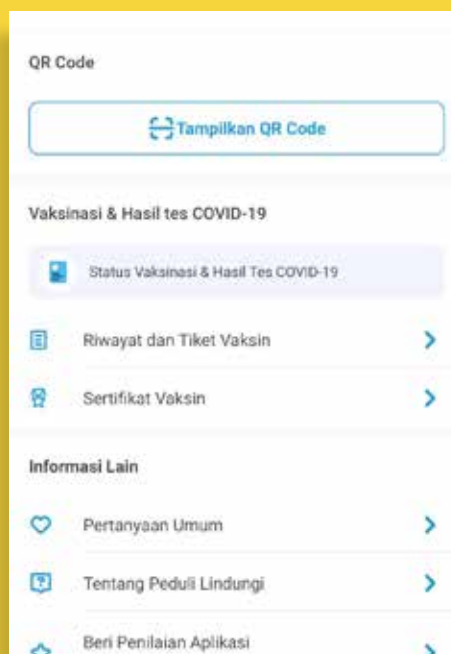 QR Code
Tampilkan QR Code
Vaksinasi & Hasil tes COVID-19
Status Vaksinasi & Hasil Tes COVID-19
Riwayat dan Tiket Vaksin
Sertifikat Vaksin
Informasi Lain
Pertanyaan Umum
Tentang Peduli Lindungi
Beri Penilaian Aplikasi